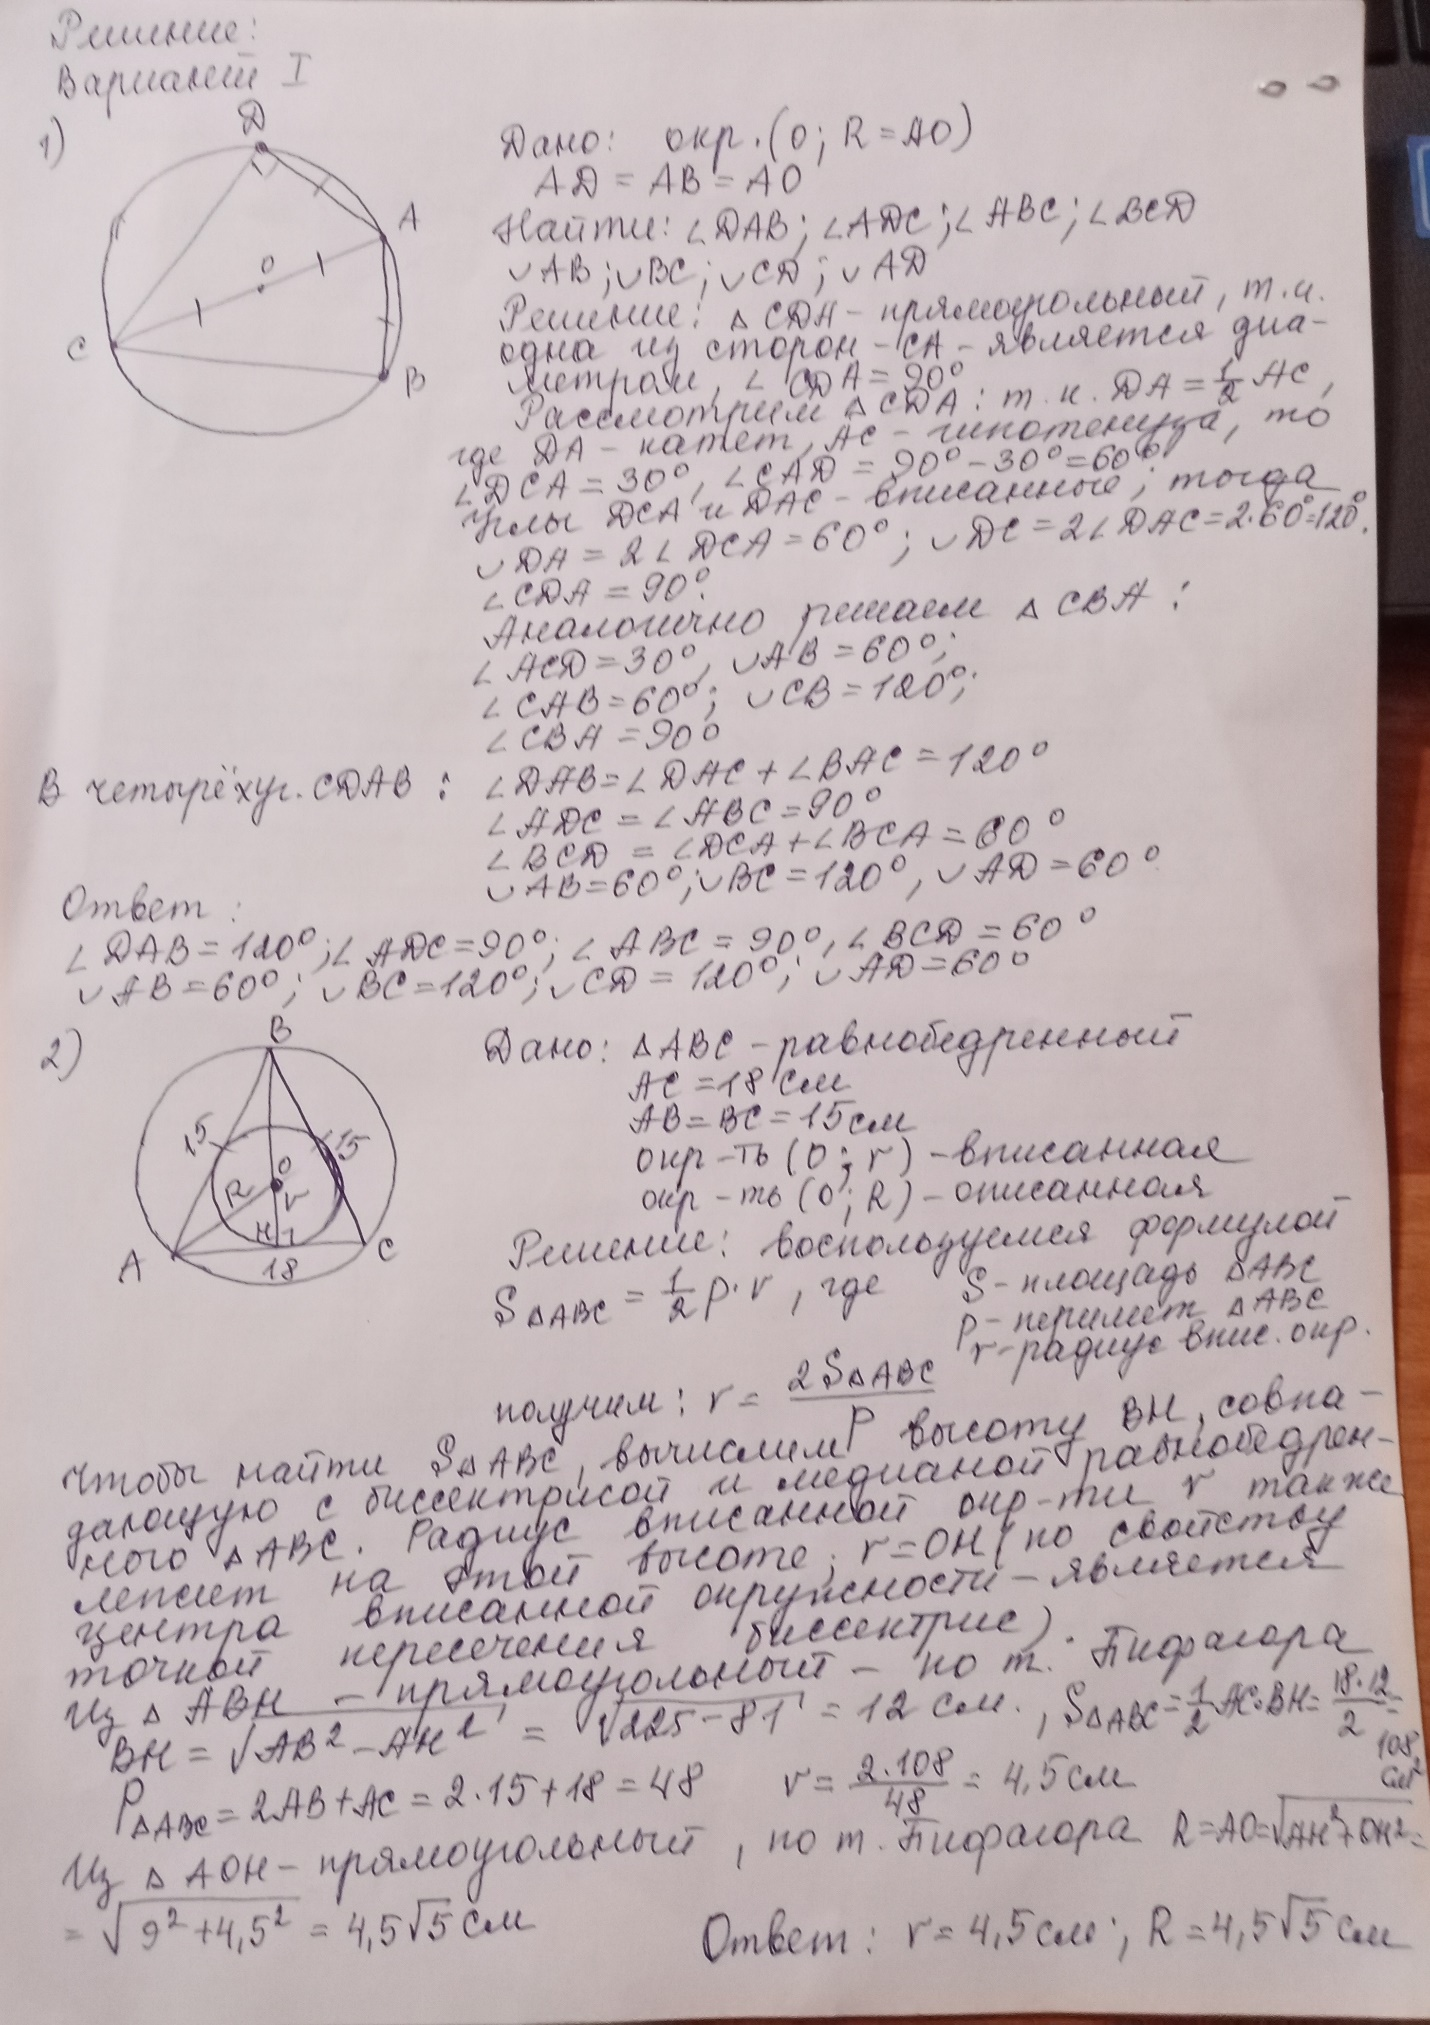 Решение:
Вариант I
1)
D
A
O
C
B
Дано: окр. (O; R = AO)
AD = AB = AO
Найти: ∠DAB; ∠ADC; ∠ABC; ∠BCD
∪AB; ∪BC; ∪CD; ∪AD
Решение: △CDA – прямоугольный, т.к.
одна из сторон – CA – является диа-
метром, ∠CDA = 90°
Рассмотрим △CDA: т.к. DA = 1/2 AC,
где DA – катет, AC – гипотенуза, то
∠DCA = 30°, ∠CAD = 90° – 30° = 60°
Углы DCA и DAC – вписанные, тогда
∪DA = 2∠DCA = 60°; ∪DC = 2∠DAC = 2·60° = 120°.
∠CDA = 90°.
Аналогично решаем △CBA:
∠ACD = 30°, ∪AB = 60°;
∠CAB = 60°; ∪CB = 120°;
∠CBA = 90°
В четырёхуг. CDAB: ∠DAB = ∠DAC + ∠BAC = 120°
∠ADC = ∠ABC = 90°
∠BCD = ∠DCA + ∠BCA = 60°
∪AB = 60°; ∪BC = 120°, ∪AD = 60°
Ответ:
∠DAB = 120°; ∠ADC = 90°; ∠ABC = 90°, ∠BCD = 60°
∪AB = 60°; ∪BC = 120°; ∪CD = 120°; ∪AD = 60°
2)
B
15 15
O
R r
H
A C
18
Дано: △ABC – равнобедренный
AC = 18 см
AB = BC = 15 см
окр-ть (O; r) – вписанная
окр-ть (O; R) – описанная
Решение: воспользуемся формулой
S△ABC = 1/2 p·r, где S – площадь △ABC
p – перимет △ABC
r – радиус впис. окр.
получим: r = 2S△ABC / P
Чтобы найти S△ABC, вычислим высоту BH, совпа-
дающую с биссектрисой и медианой равнобедрен-
ного △ABC. Радиус вписанной окр-ти r также
лежит на этой высоте, r = OH (по свойству
центра вписанной окружности – является
точкой пересечения биссектрис).
Из △ABH – прямоугольный – по т. Пифагора
BH = √AB² – AH² = √225 – 81 = 12 см., S△ABC = 1/2 AC·BH = 18·12/2 =
108 см²
P△ABC = 2AB + AC = 2·15 + 18 = 48 r = 2·108/48 = 4,5 см
Из △AOH – прямоугольный, по т. Пифагора R = AO = √AH² + OH² =
= √9² + 4,5² = 4,5√5 см
Ответ: r = 4,5 см; R = 4,5√5 см